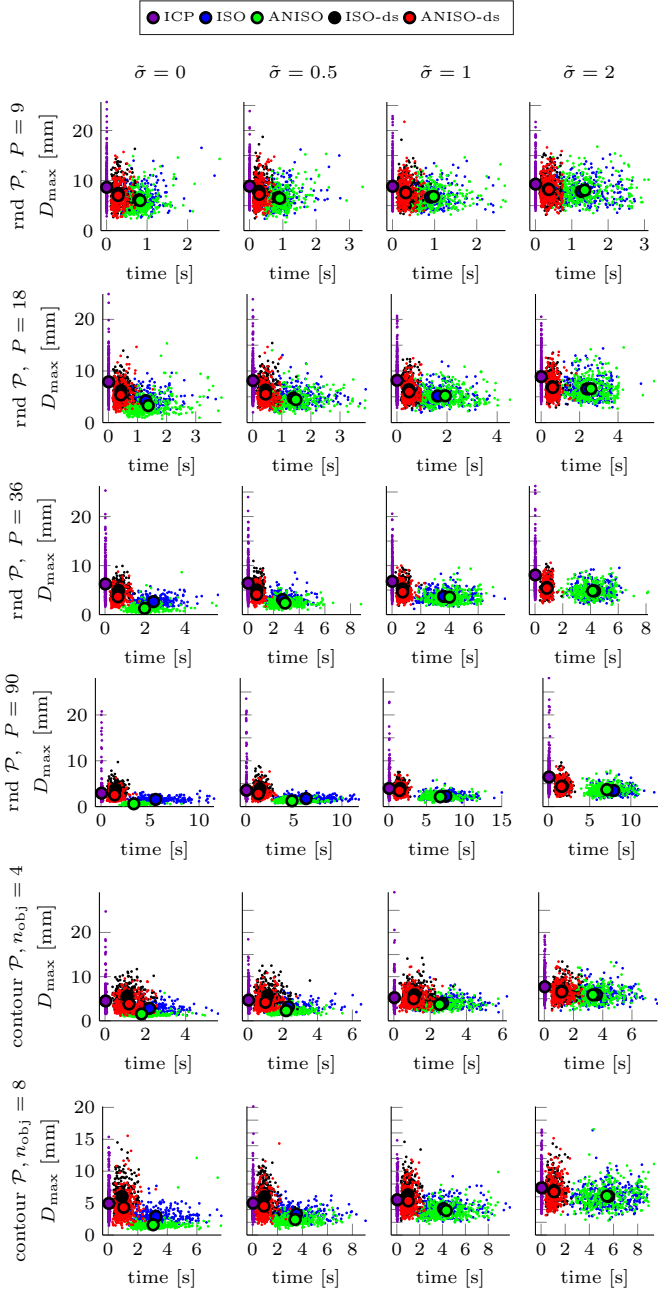 ICP ISO ANISO ISO-ds ANISO-ds
σ̃ = 0 σ̃ = 0.5 σ̃ = 1 σ̃ = 2
rnd 𝒫, P = 9
D_max [mm]
20
10
0
0 1 2
0 1 2 3
0 1 2
0 1 2 3
time [s] time [s] time [s] time [s]
rnd 𝒫, P = 18
D_max [mm]
20
10
0
0 1 2 3
0 1 2 3
0 2 4
0 2 4
time [s] time [s] time [s] time [s]
rnd 𝒫, P = 36
D_max [mm]
20
10
0
0 2 4
0 2 4 6 8
0 2 4 6
0 2 4 6 8
time [s] time [s] time [s] time [s]
rnd 𝒫, P = 90
D_max [mm]
20
10
0
0 5 10
0 5 10
0 5 10 15
0 5 10
time [s] time [s] time [s] time [s]
contour 𝒫, n_obj = 4
D_max [mm]
20
10
0
0 2 4
0 2 4 6
0 2 4 6
0 2 4 6
time [s] time [s] time [s] time [s]
contour 𝒫, n_obj = 8
D_max [mm]
20
15
10
5
0
0 2 4 6
0 2 4 6 8
0 2 4 6 8
0 2 4 6 8
time [s] time [s] time [s] time [s]